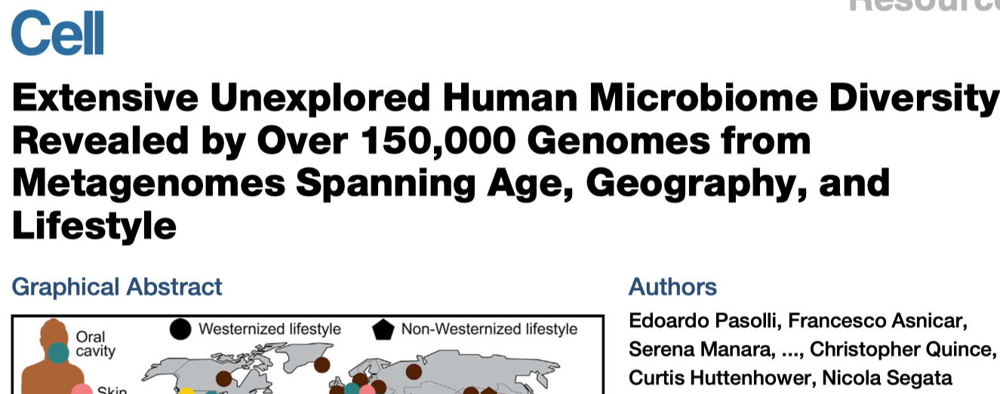 Resource
Cell
Extensive Unexplored Human Microbiome Diversity
Revealed by Over 150,000 Genomes from
Metagenomes Spanning Age, Geography, and
Lifestyle
Graphical Abstract
Oral
cavity
Westernized lifestyle
Non-Westernized lifestyle
Skin
Authors
Edoardo Pasolli, Francesco Asnicar,
Serena Manara, ..., Christopher Quince,
Curtis Huttenhower, Nicola Segata